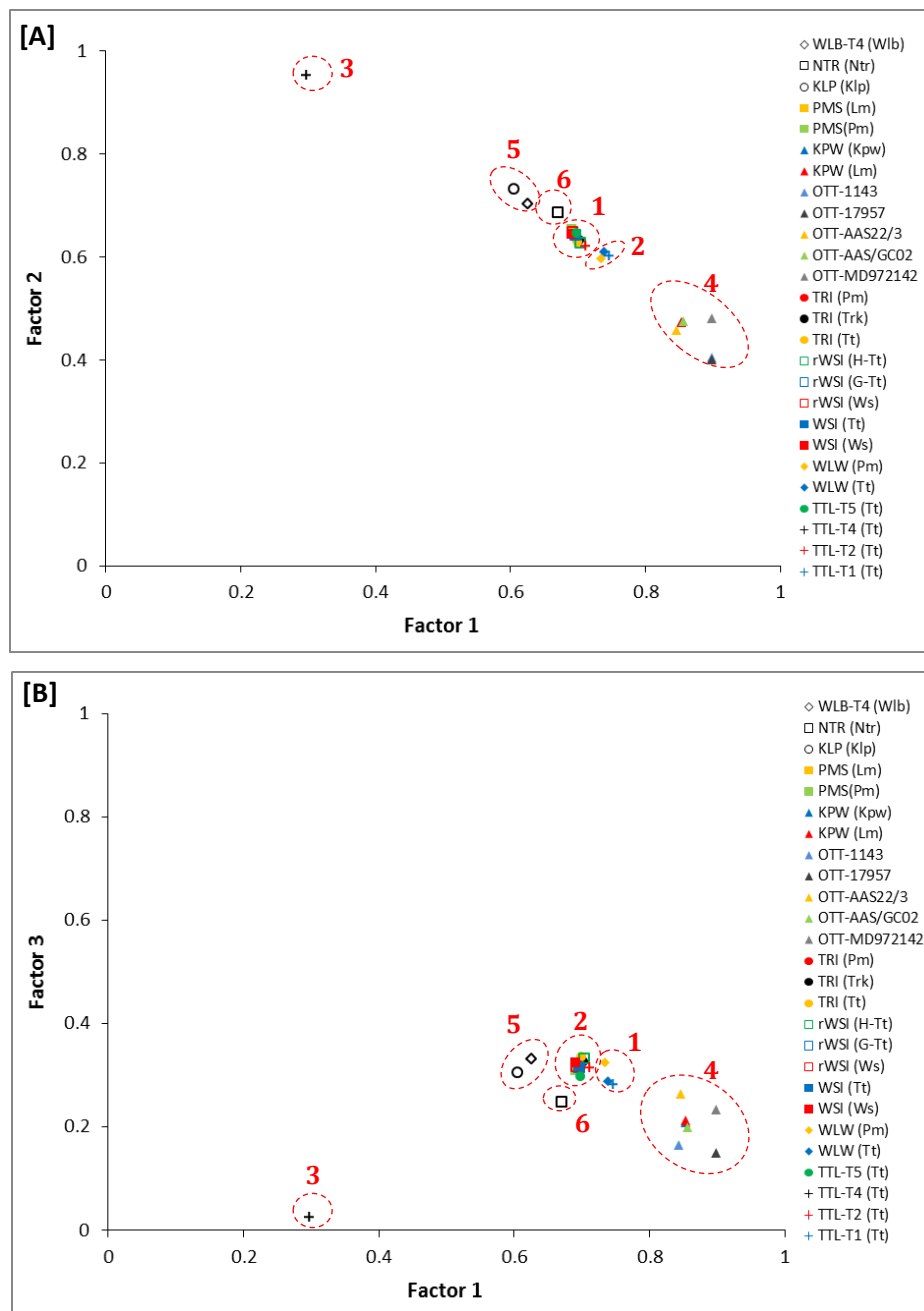 [A]
1
0.8
0.6
0.4
0.2
0
0
0.2
0.4
0.6
0.8
1
Factor 2
Factor 1
3
5
6
1
2
4
WLB-T4 (Wlb)
NTR (Ntr)
KLP (Klp)
PMS (Lm)
PMS(Pm)
KPW (Kpw)
KPW (Lm)
OTT-1143
OTT-17957
OTT-AAS22/3
OTT-AAS/GC02
OTT-MD972142
TRI (Pm)
TRI (Trk)
TRI (Tt)
rWSI (H-Tt)
rWSI (G-Tt)
rWSI (Ws)
WSI (Tt)
WSI (Ws)
WLW (Pm)
WLW (Tt)
TTL-T5 (Tt)
TTL-T4 (Tt)
TTL-T2 (Tt)
TTL-T1 (Tt)
[B]
1
0.8
0.6
0.4
0.2
0
0
0.2
0.4
0.6
0.8
1
Factor 3
Factor 1
5
2
1
4
6
3
WLB-T4 (Wlb)
NTR (Ntr)
KLP (Klp)
PMS (Lm)
PMS(Pm)
KPW (Kpw)
KPW (Lm)
OTT-1143
OTT-17957
OTT-AAS22/3
OTT-AAS/GC02
OTT-MD972142
TRI (Pm)
TRI (Trk)
TRI (Tt)
rWSI (H-Tt)
rWSI (G-Tt)
rWSI (Ws)
WSI (Tt)
WSI (Ws)
WLW (Pm)
WLW (Tt)
TTL-T5 (Tt)
TTL-T4 (Tt)
TTL-T2 (Tt)
TTL-T1 (Tt)